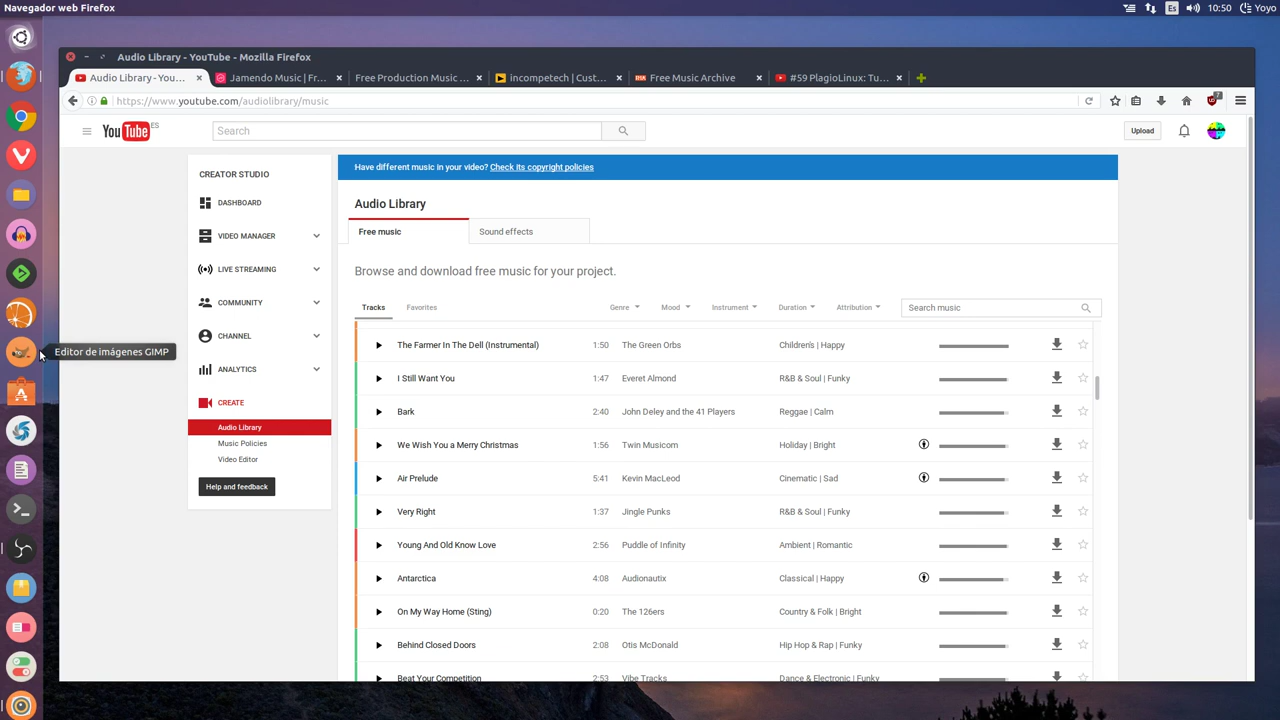 Navegador web Firefox
Es
10:50
Yoyo
Audio Library - YouTube - Mozilla Firefox
Audio Library - You...
Jamendo Music | Fr...
Free Production Music ...
incompetech | Cust...
Free Music Archive
#59 PlagioLinux: Tu...
https://www.youtube.com/audiolibrary/music
7
YouTube ES
Search
Upload
CREATOR STUDIO
DASHBOARD
VIDEO MANAGER
LIVE STREAMING
COMMUNITY
CHANNEL
ANALYTICS
CREATE
Audio Library
Music Policies
Video Editor
Help and feedback
Editor de imágenes GIMP
Have different music in your video? Check its copyright policies
Audio Library
Free music
Sound effects
Browse and download free music for your project.
Tracks Favorites Genre Mood Instrument Duration Attribution Search music
The Farmer In The Dell (Instrumental) 1:50 The Green Orbs Children's | Happy
I Still Want You 1:47 Everet Almond R&B & Soul | Funky
Bark 2:40 John Deley and the 41 Players Reggae | Calm
We Wish You a Merry Christmas 1:56 Twin Musicom Holiday | Bright
Air Prelude 5:41 Kevin MacLeod Cinematic | Sad
Very Right 1:37 Jingle Punks R&B & Soul | Funky
Young And Old Know Love 2:56 Puddle of Infinity Ambient | Romantic
Antarctica 4:08 Audionautix Classical | Happy
On My Way Home (Sting) 0:20 The 126ers Country & Folk | Bright
Behind Closed Doors 2:08 Otis McDonald Hip Hop & Rap | Funky
Beat Your Competition 2:53 Vibe Tracks Dance & Electronic | Funky